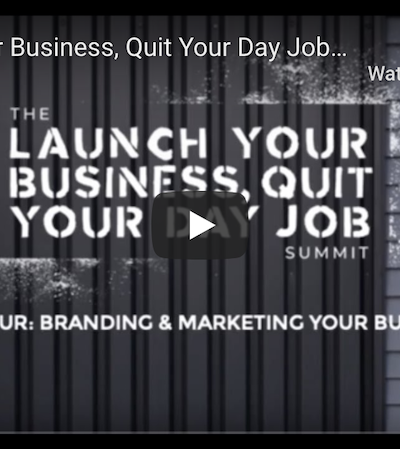 r Business, Quit Your Day Job...
Wat
THE
LAUNCH YOUR
BUSINESS, QUIT
YOUR DAY JOB
SUMMIT
UR: BRANDING & MARKETING YOUR BU